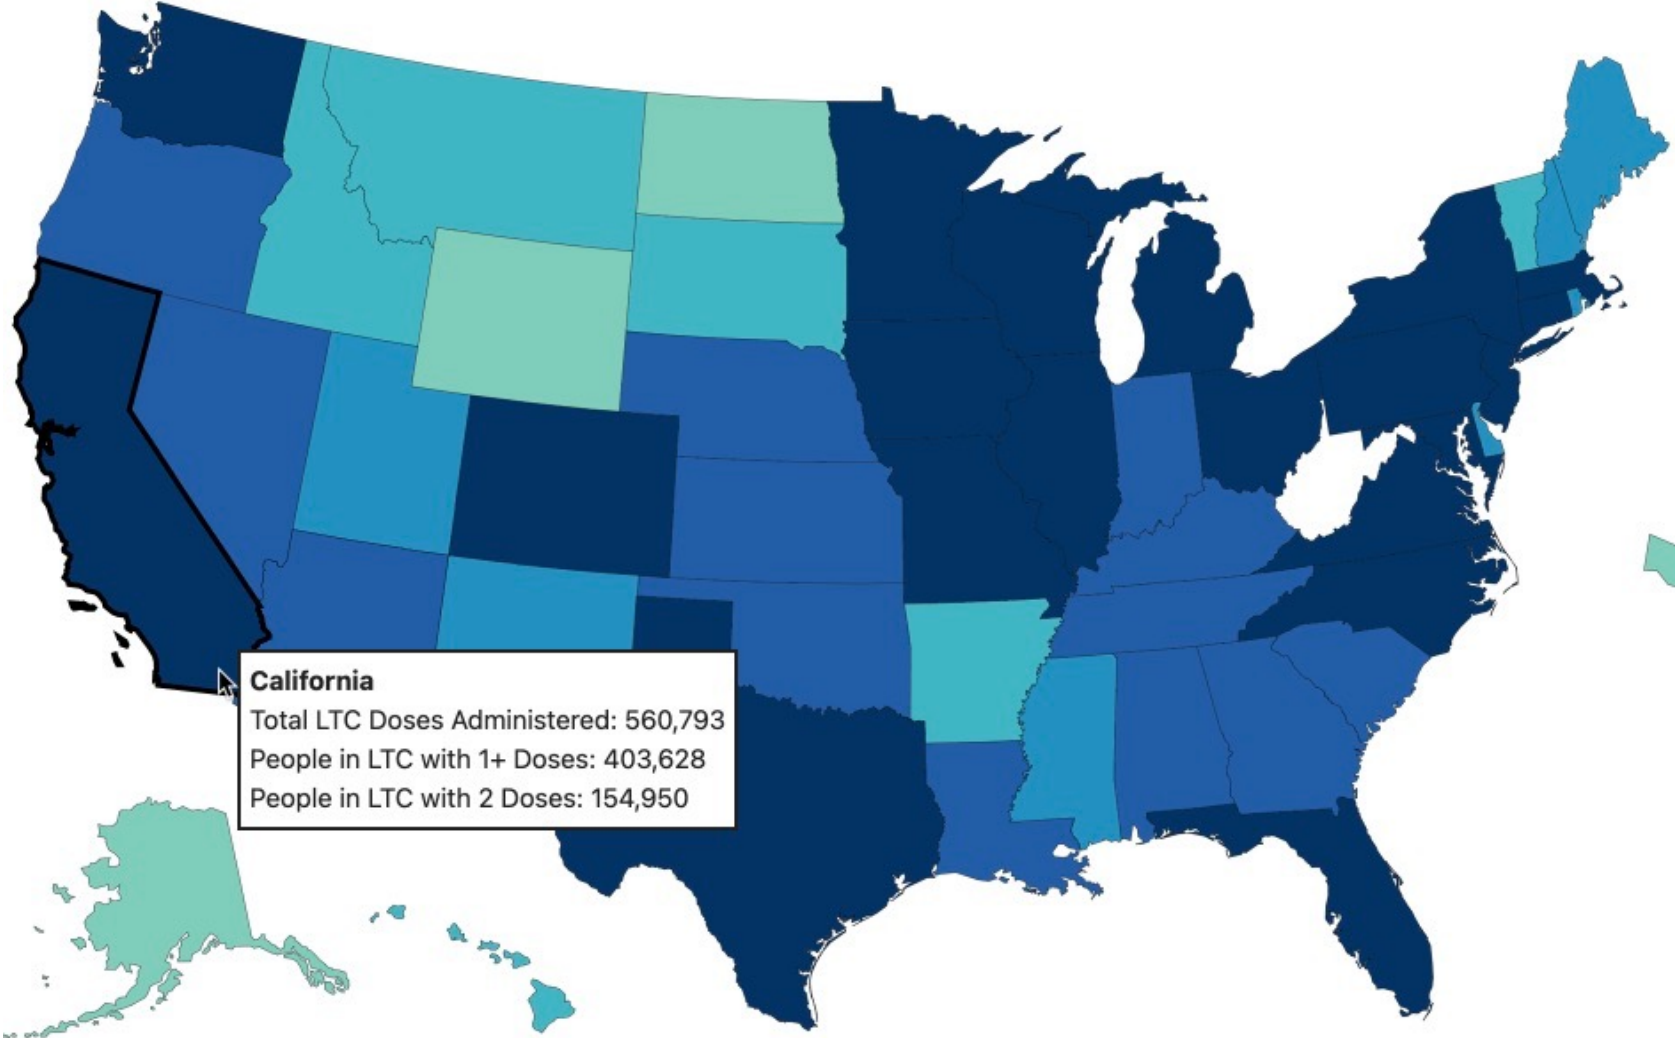 California
Total LTC Doses Administered: 560,793
People in LTC with 1+ Doses: 403,628
People in LTC with 2 Doses: 154,950